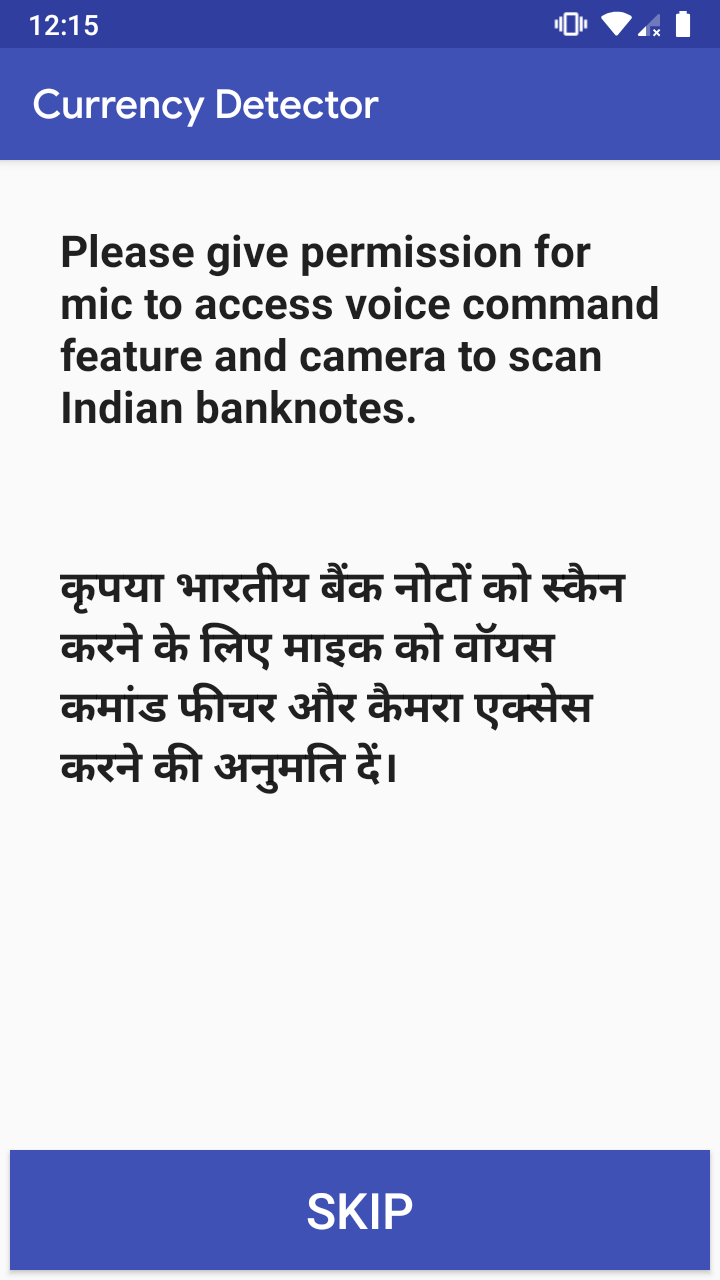 12:15
Currency Detector
Please give permission for
mic to access voice command
feature and camera to scan
Indian banknotes.
कृपया भारतीय बैंक नोटों को स्कैन
करने के लिए माइक को वॉयस
कमांड फीचर और कैमरा एक्सेस
करने की अनुमति दें।
SKIP